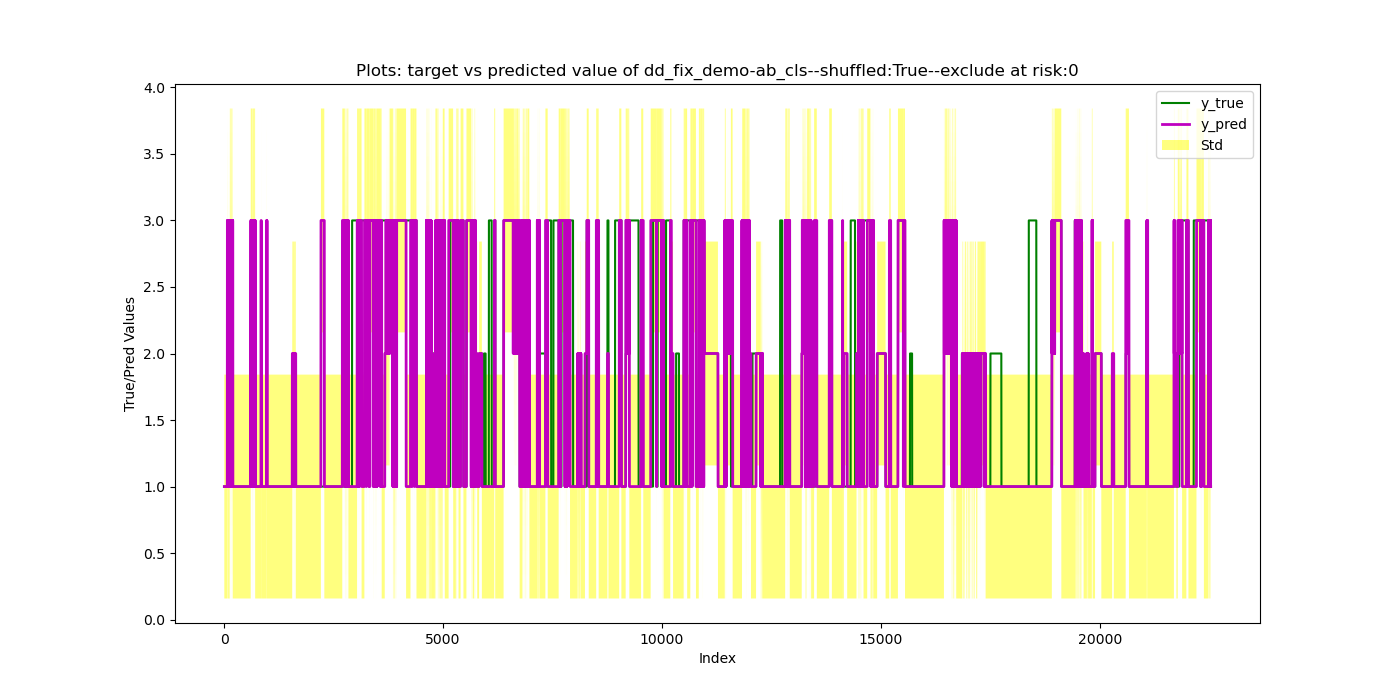 Plots: target vs predicted value of dd_fix_demo-ab_cls--shuffled:True--exclude at risk:0
4.0
3.5
3.0
2.5
2.0
1.5
1.0
0.5
0.0
True/Pred Values
y_true
y_pred
Std
0
5000
10000
15000
20000
Index